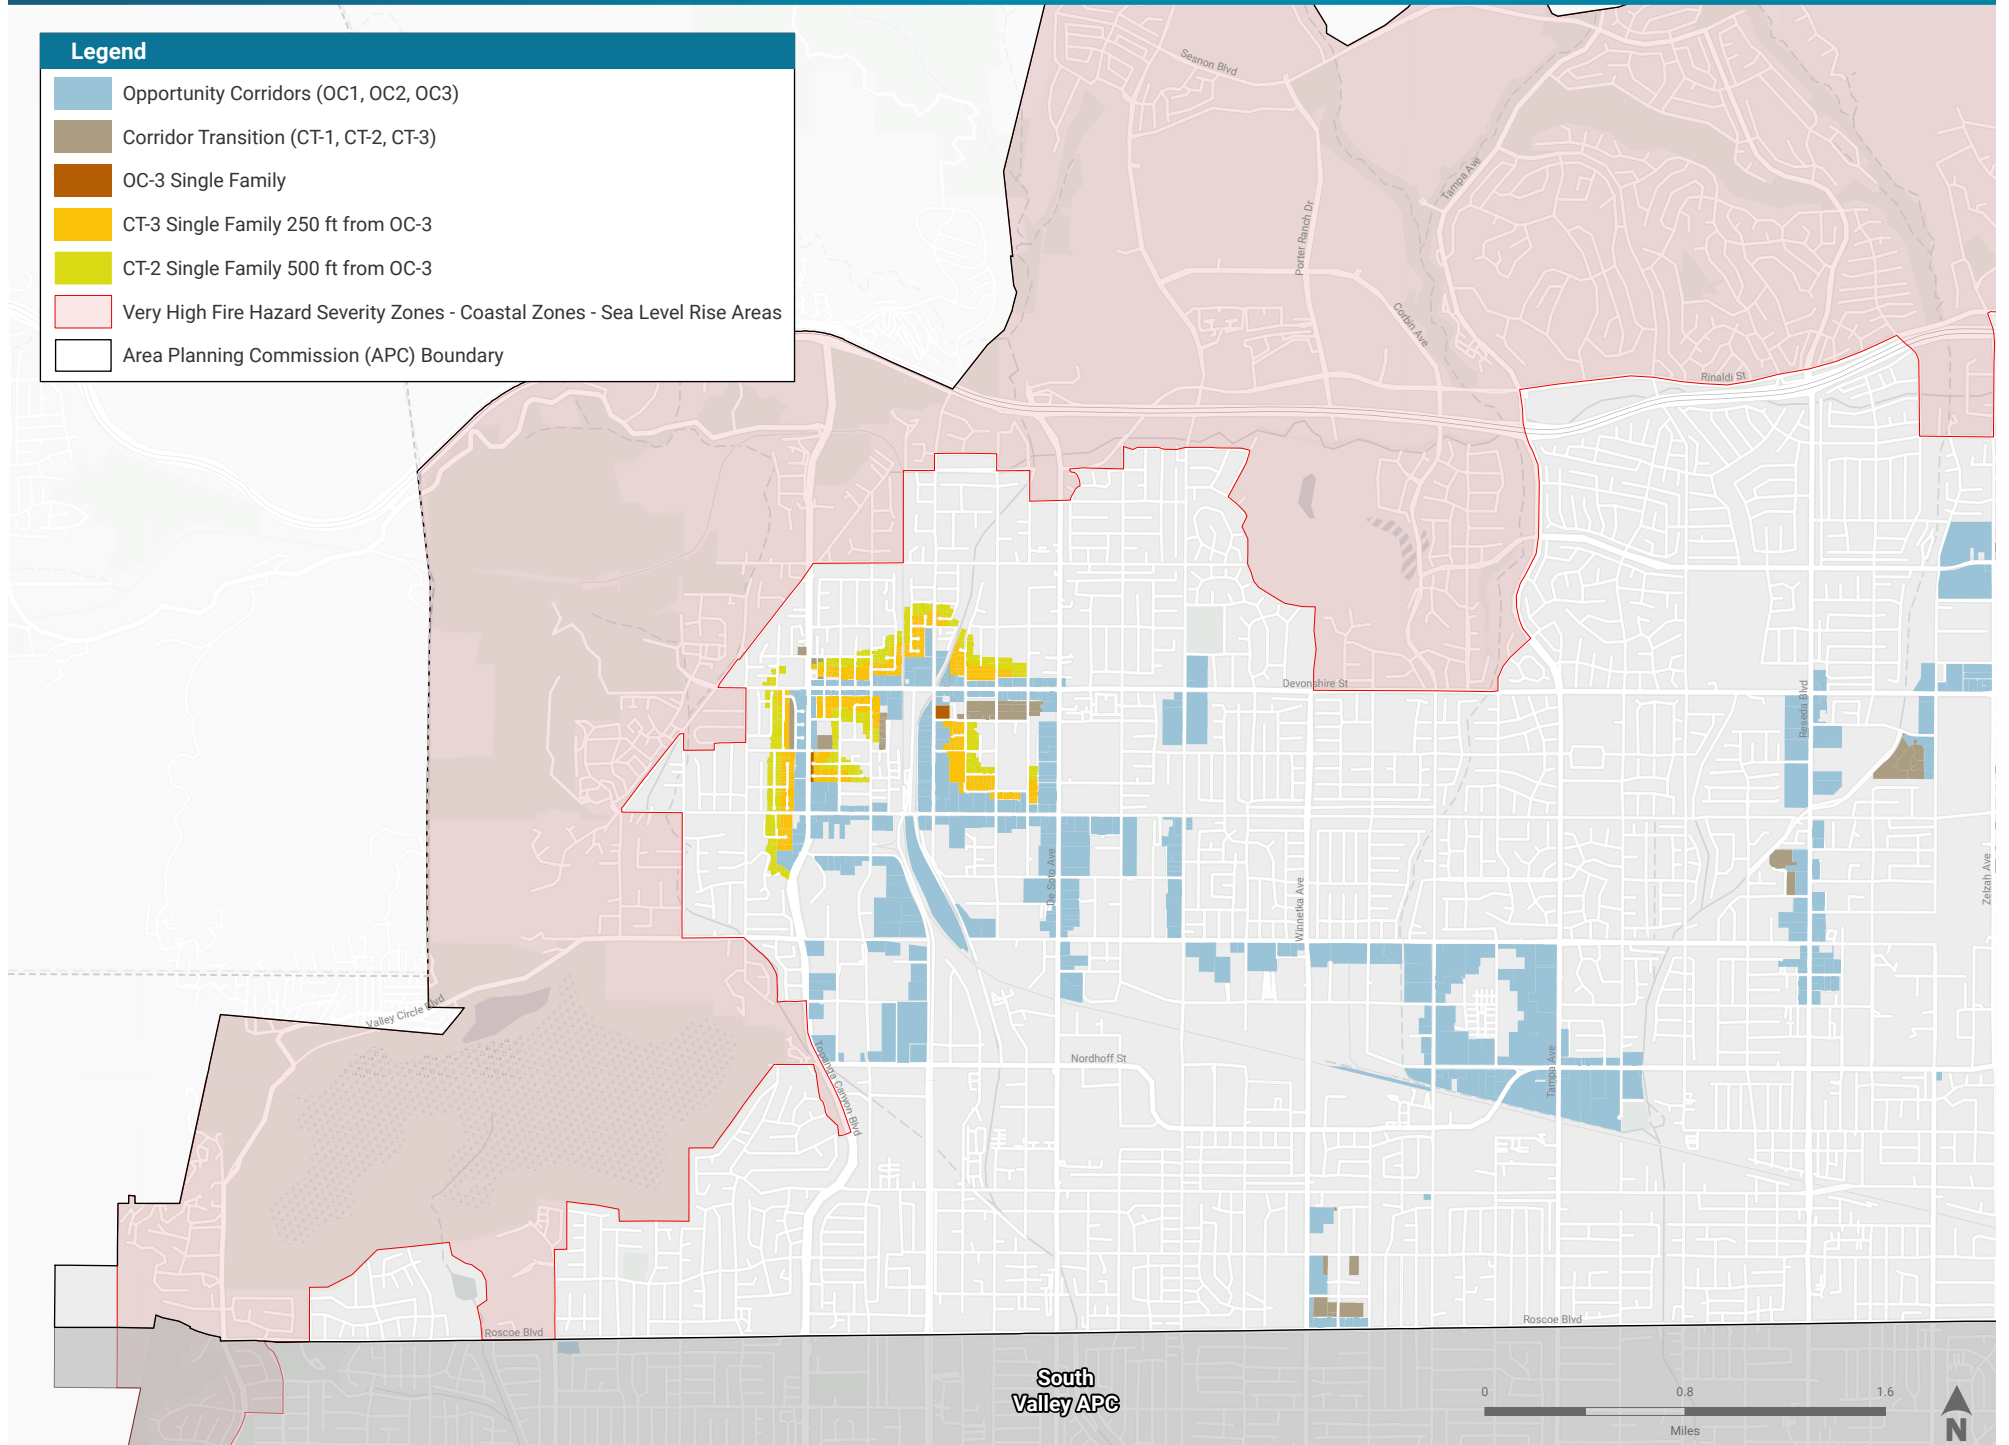 Legend
Opportunity Corridors (OC1, OC2, OC3)
Corridor Transition (CT-1, CT-2, CT-3)
OC-3 Single Family
CT-3 Single Family 250 ft from OC-3
CT-2 Single Family 500 ft from OC-3
Very High Fire Hazard Severity Zones - Coastal Zones - Sea Level Rise Areas
Area Planning Commission (APC) Boundary
Sesnon Blvd
Tampa Ave
Porter Ranch Dr
Corbin Ave
Rinaldi St
Devonshire St
Reseda Blvd
De Soto Ave
Winnetka Ave
Zelzah Ave
Valley Circle Blvd
Topanga Canyon Blvd
Nordhoff St
Tampa Ave
Roscoe Blvd
Roscoe Blvd
South
Valley APC
0 0.8 1.6
Miles
N